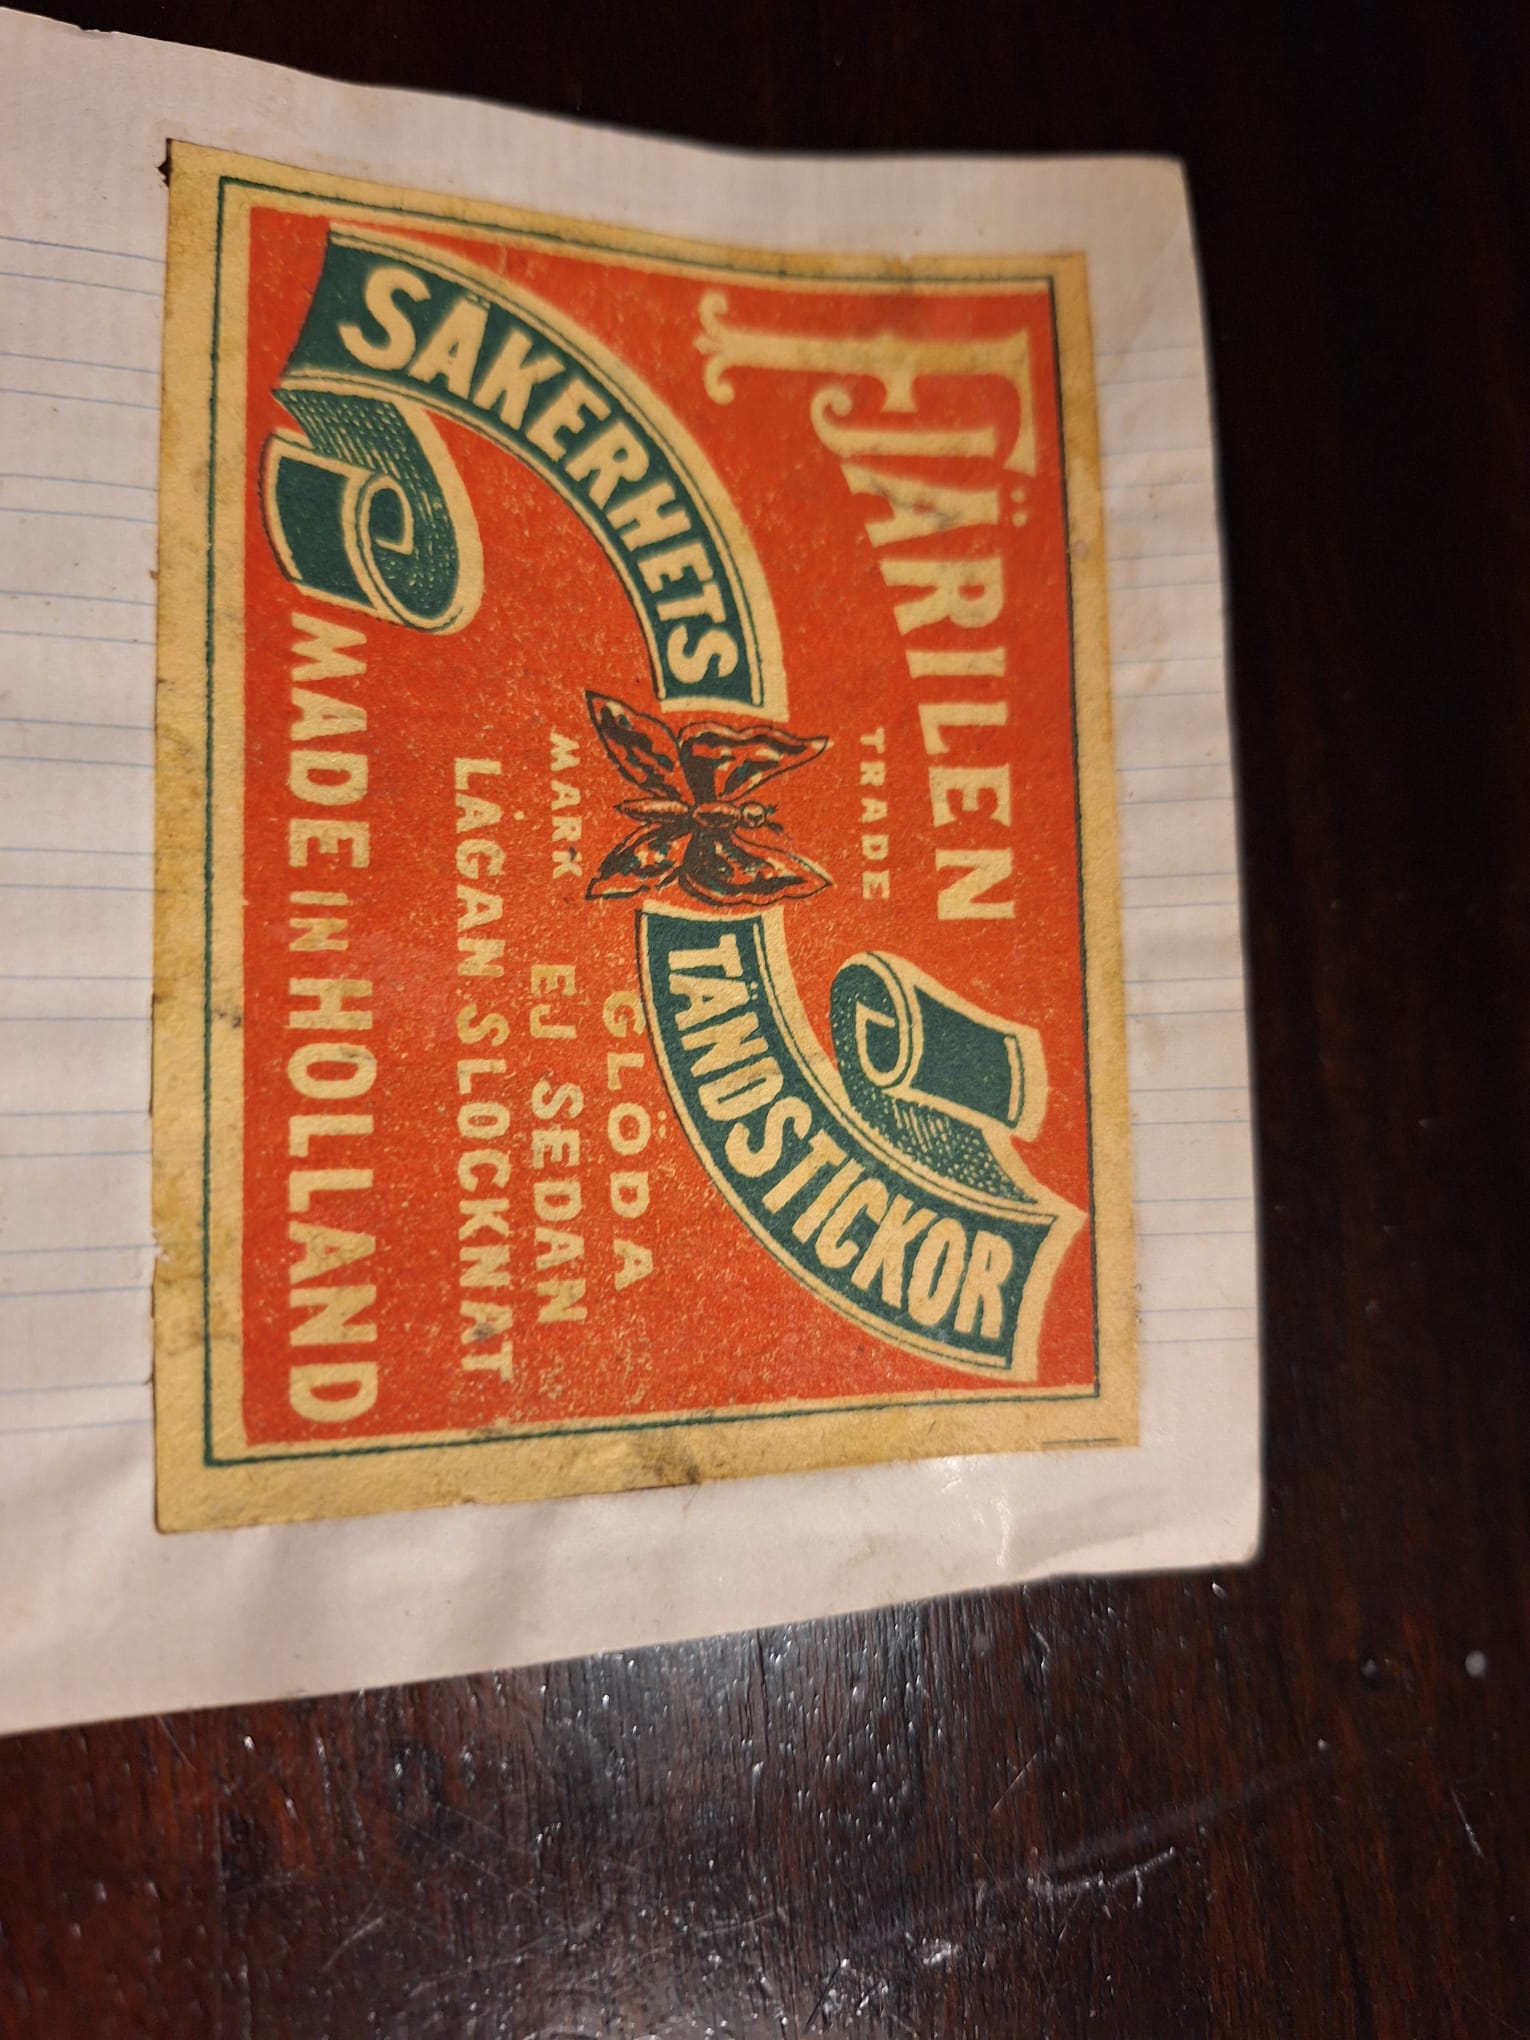 FJÄRILEN
SÄKERHETS
TRADE
MARK
TÄNDSTICKOR
GLÖDA
EJ SEDAN
LÅGAN SLOCKNAT
MADE IN HOLLAND